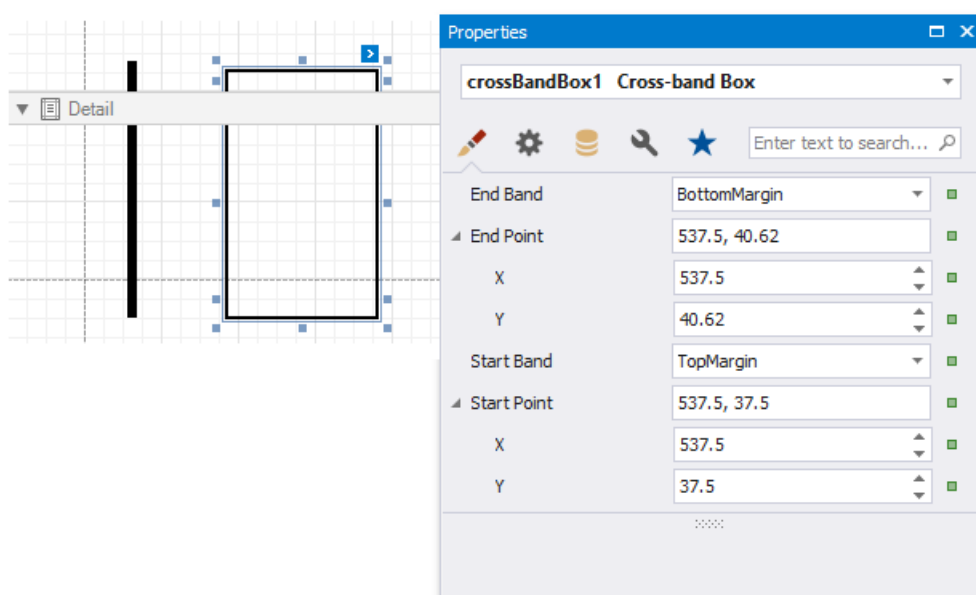 Detail
Properties
crossBandBox1 Cross-band Box
Enter text to search...
End Band BottomMargin
End Point 537.5, 40.62
X 537.5
Y 40.62
Start Band TopMargin
Start Point 537.5, 37.5
X 537.5
Y 37.5